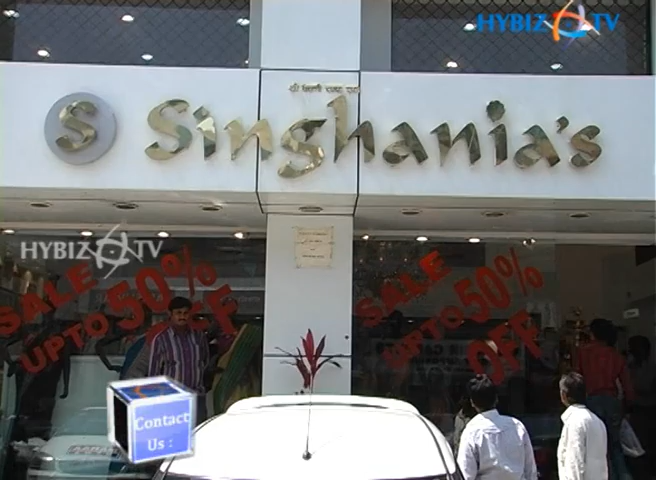 HYBIZ TV
S Singhania's
HYBIZ TV
SALE
UPTO 50%
OFF
SALE
UPTO 50%
OFF
Contact
Us :